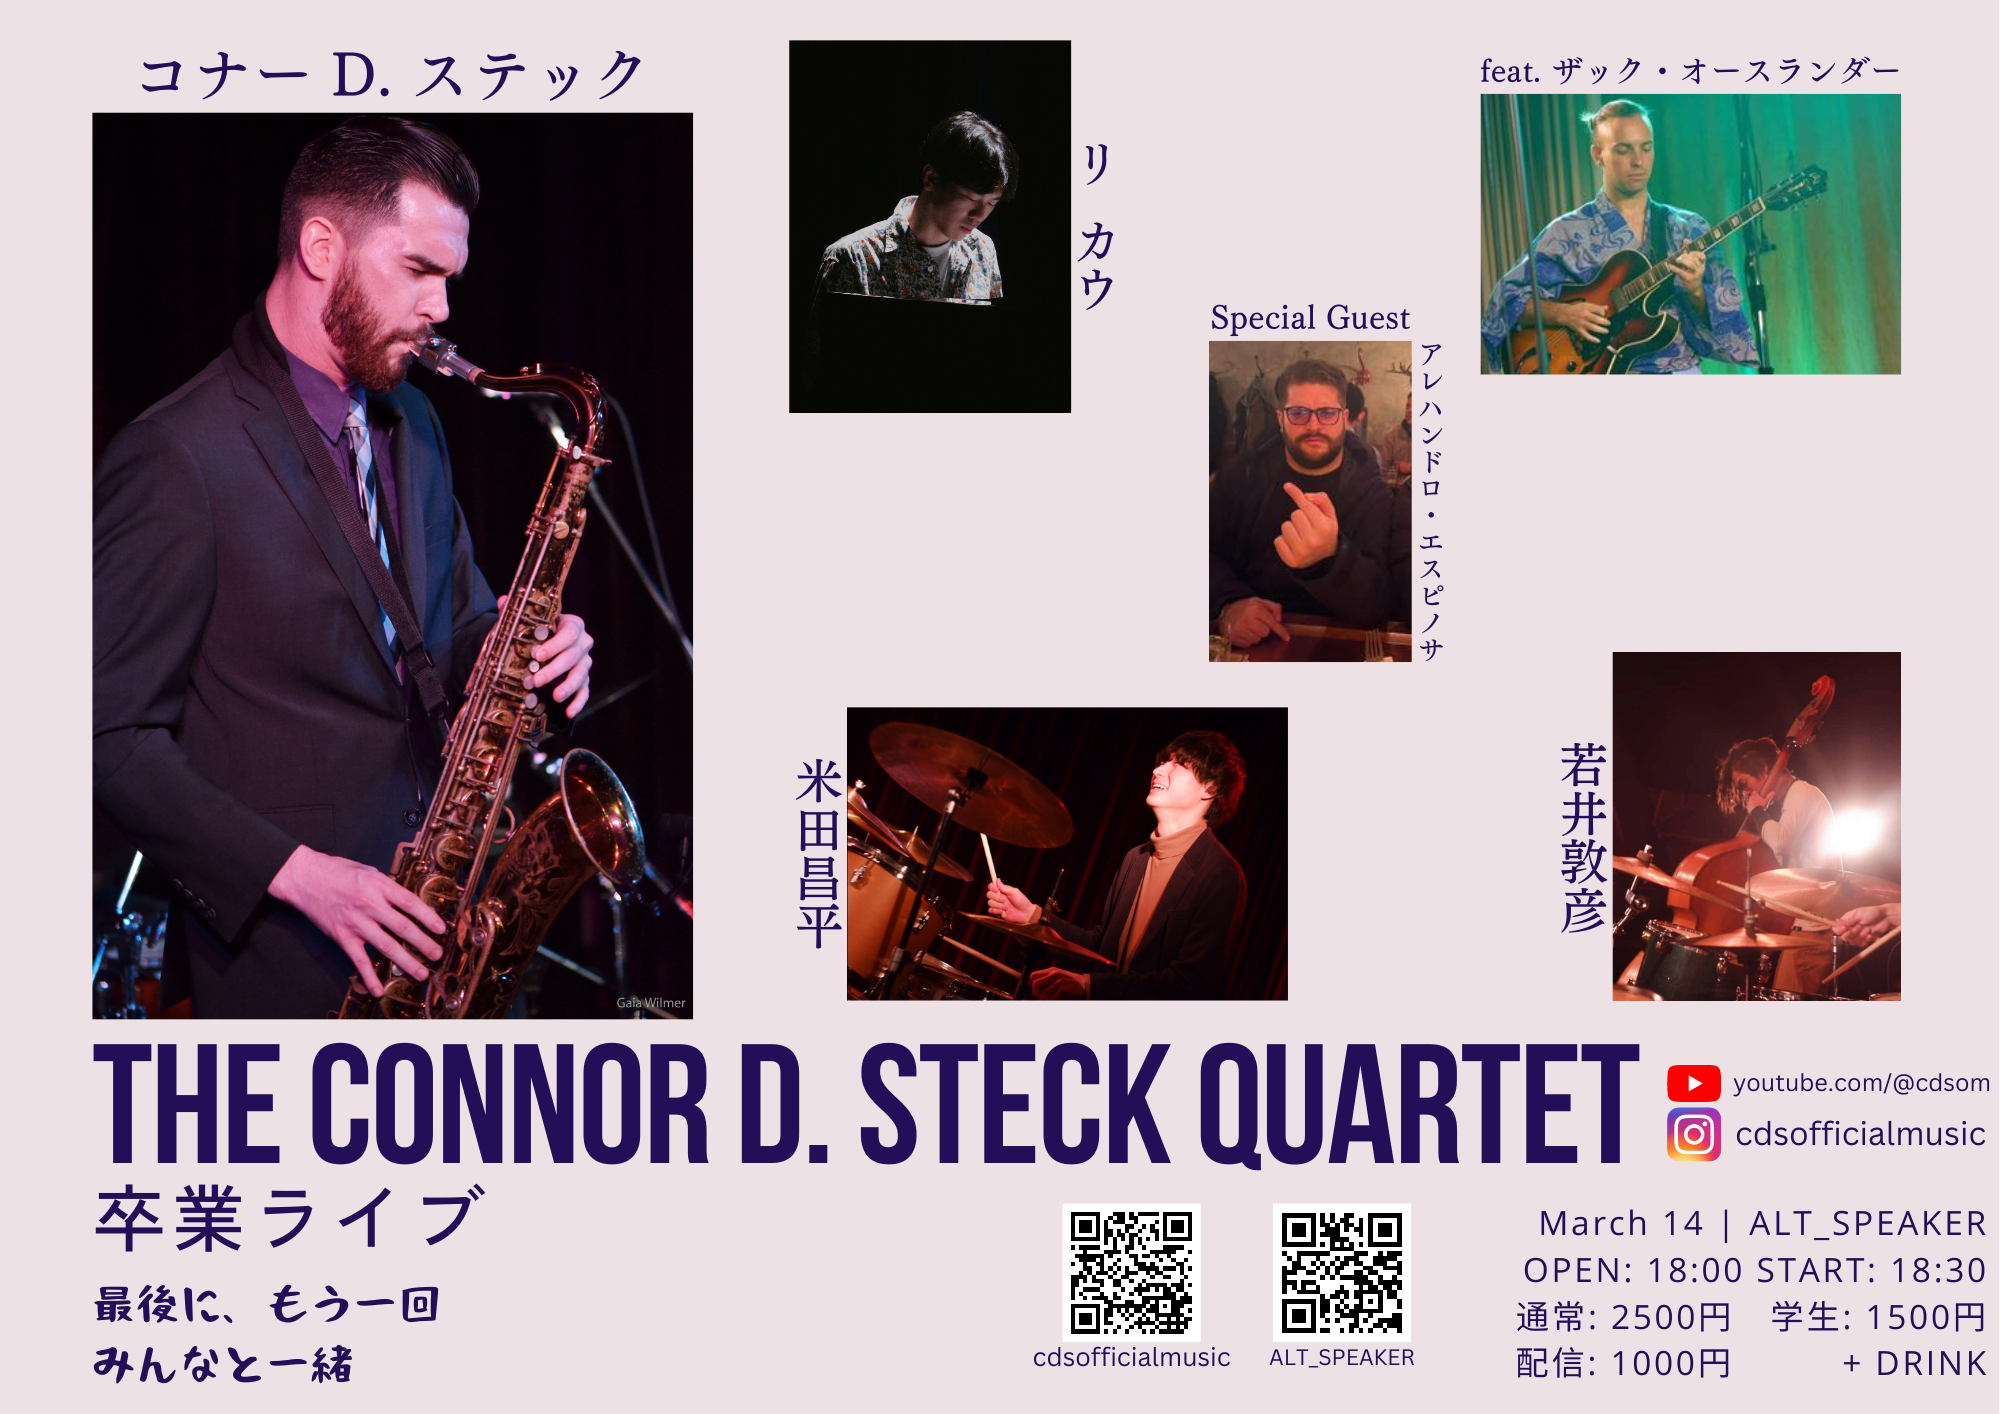 コナー D. ステック
リ カウ
feat. ザック・オースランダー
Special Guest
アレハンドロ・エスピノサ
米田昌平
若井敦彦
Gaia Wilmer
THE CONNOR D. STECK QUARTET
youtube.com/@cdsom
cdsofficialmusic
卒業ライブ
最後に、もう一回
みんなと一緒
cdsofficialmusic
ALT_SPEAKER
March 14 | ALT_SPEAKER
OPEN: 18:00 START: 18:30
通常: 2500円 学生: 1500円
配信: 1000円 + DRINK